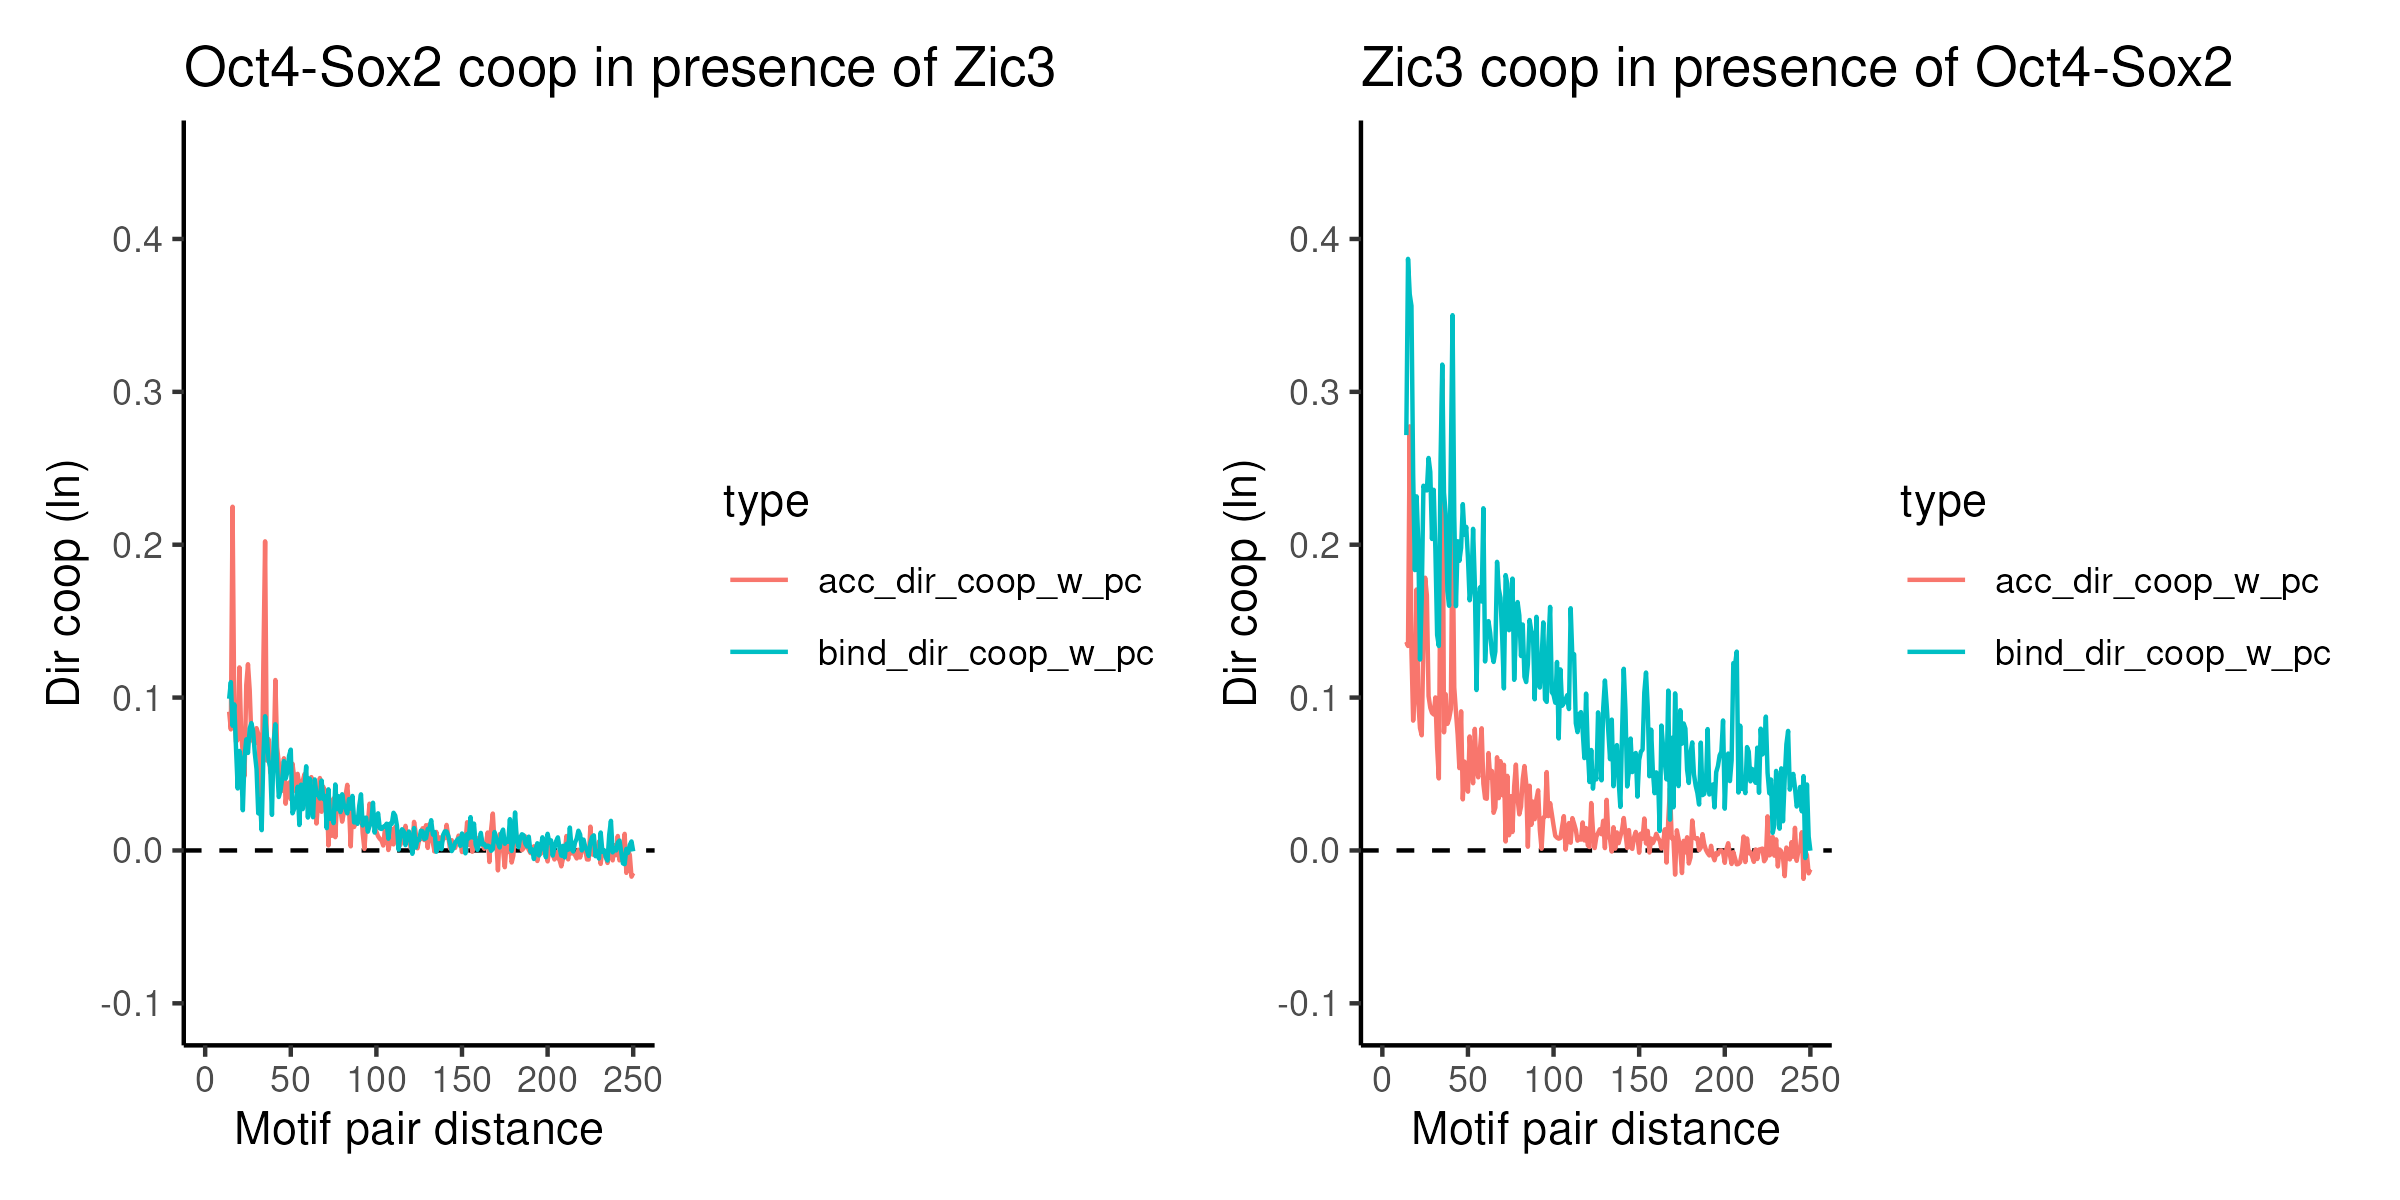 Oct4-Sox2 coop in presence of Zic3
0.4
0.3
0.2
0.1
0.0
-0.1
Dir coop (ln)
0 50 100 150 200 250
Motif pair distance
type
acc_dir_coop_w_pc
bind_dir_coop_w_pc
Zic3 coop in presence of Oct4-Sox2
0.4
0.3
0.2
0.1
0.0
-0.1
Dir coop (ln)
0 50 100 150 200 250
Motif pair distance
type
acc_dir_coop_w_pc
bind_dir_coop_w_pc